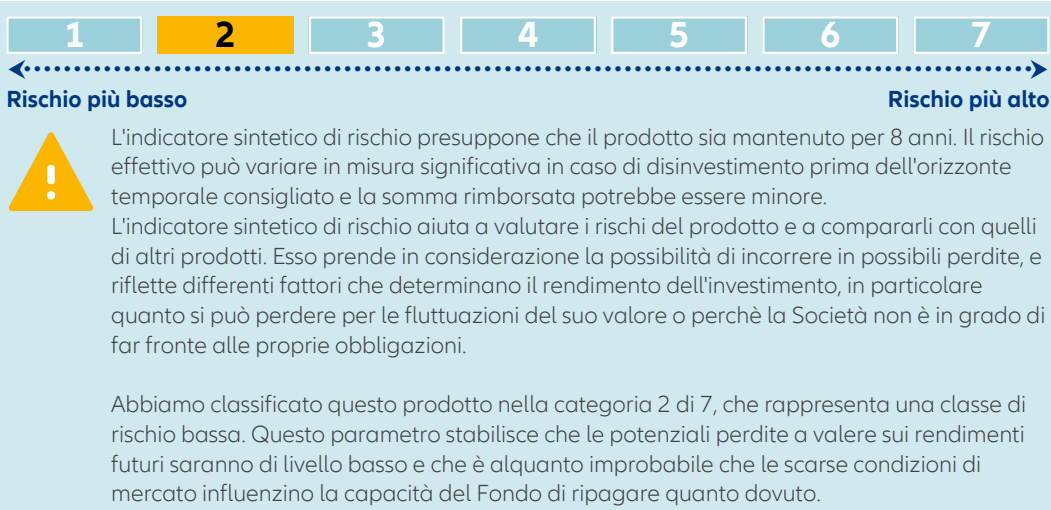 1 2 3 4 5 6 7
Rischio più basso Rischio più alto
L'indicatore sintetico di rischio presuppone che il prodotto sia mantenuto per 8 anni. Il rischio
effettivo può variare in misura significativa in caso di disinvestimento prima dell'orizzonte
temporale consigliato e la somma rimborsata potrebbe essere minore.
L'indicatore sintetico di rischio aiuta a valutare i rischi del prodotto e a compararli con quelli
di altri prodotti. Esso prende in considerazione la possibilità di incorrere in possibili perdite, e
riflette differenti fattori che determinano il rendimento dell'investimento, in particolare
quanto si può perdere per le fluttuazioni del suo valore o perchè la Società non è in grado di
far fronte alle proprie obbligazioni.
Abbiamo classificato questo prodotto nella categoria 2 di 7, che rappresenta una classe di
rischio bassa. Questo parametro stabilisce che le potenziali perdite a valere sui rendimenti
futuri saranno di livello basso e che è alquanto improbabile che le scarse condizioni di
mercato influenzino la capacità del Fondo di ripagare quanto dovuto.